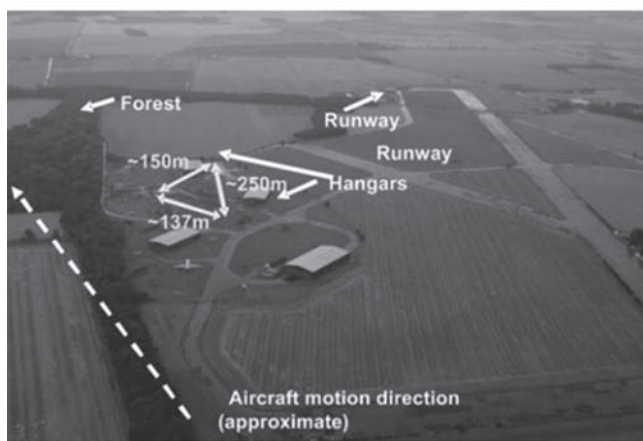 Forest
Runway
Runway
~150m
~250m
Hangars
~137m
Aircraft motion direction
(approximate)